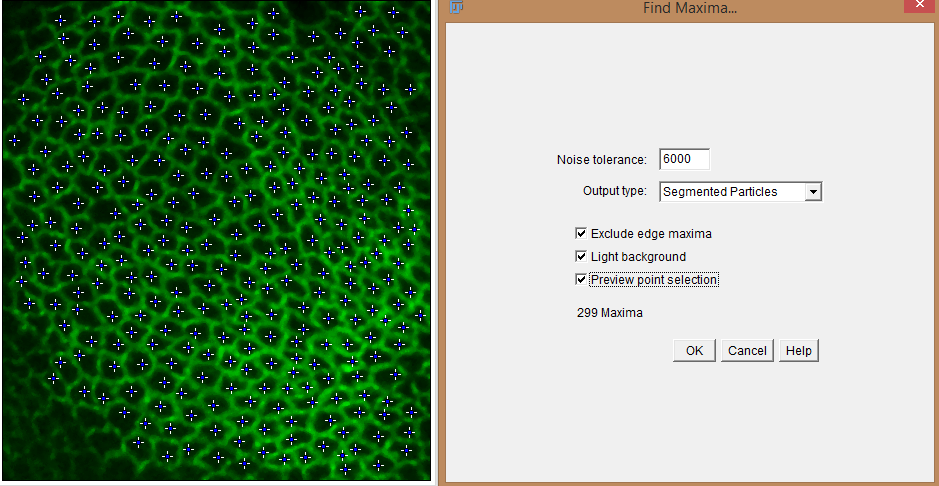 Find Maxima...
Noise tolerance: 6000
Output type: Segmented Particles
Exclude edge maxima
Light background
Preview point selection
299 Maxima
OK Cancel Help